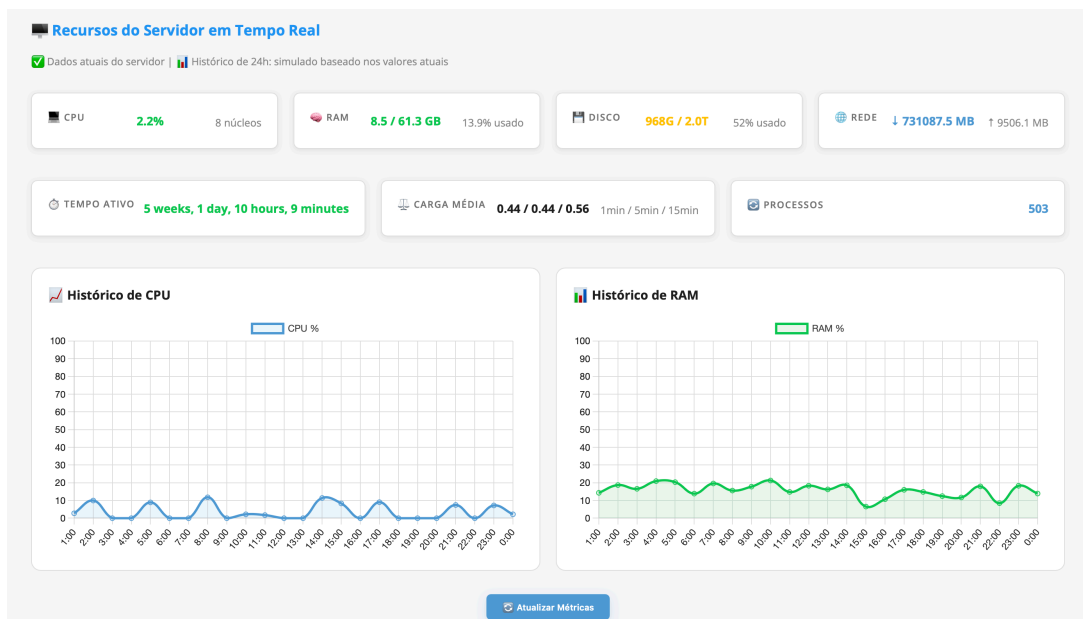 Recursos do Servidor em Tempo Real
Dados atuais do servidor | Histórico de 24h: simulado baseado nos valores atuais
CPU 2.2% 8 núcleos
RAM 8.5 / 61.3 GB 13.9% usado
DISCO 968G / 2.0T 52% usado
REDE ↓ 731087.5 MB ↑ 9506.1 MB
TEMPO ATIVO 5 weeks, 1 day, 10 hours, 9 minutes
CARGA MÉDIA 0.44 / 0.44 / 0.56 1min / 5min / 15min
PROCESSOS 503
Histórico de CPU
CPU %
100
90
80
70
60
50
40
30
20
10
0
1:00 2:00 3:00 4:00 5:00 6:00 7:00 8:00 9:00 10:00 11:00 12:00 13:00 14:00 15:00 16:00 17:00 18:00 19:00 20:00 21:00 22:00 23:00 0:00
Histórico de RAM
RAM %
100
90
80
70
60
50
40
30
20
10
0
1:00 2:00 3:00 4:00 5:00 6:00 7:00 8:00 9:00 10:00 11:00 12:00 13:00 14:00 15:00 16:00 17:00 18:00 19:00 20:00 21:00 22:00 23:00 0:00
Atualizar Métricas